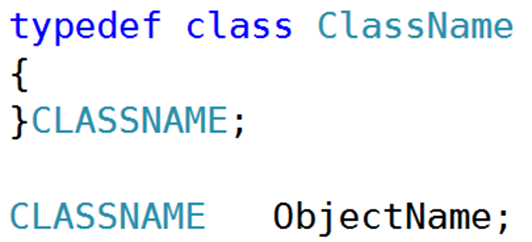 typedef class ClassName
{
}CLASSNAME;
CLASSNAME   ObjectName;